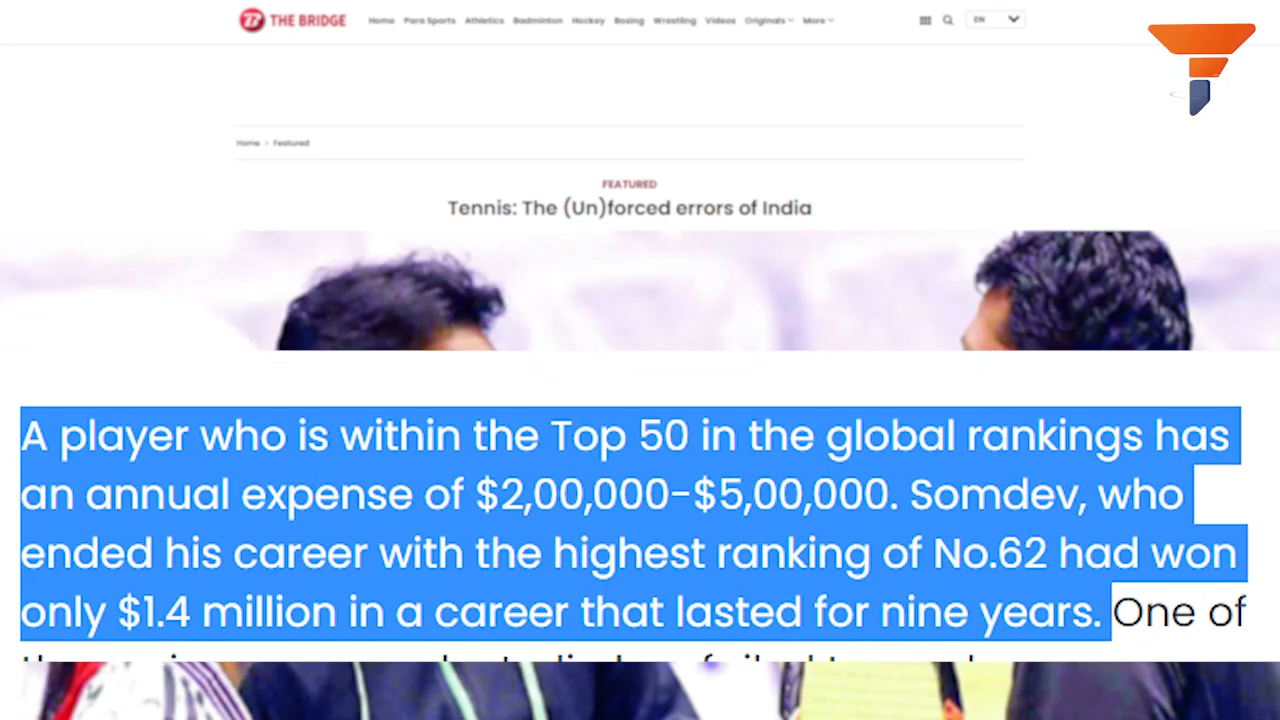 THE BRIDGE Home Para Sports Athletics Badminton Hockey Boxing Wrestling Videos Originals More EN
Home > Featured
FEATURED
Tennis: The (Un)forced errors of India
A player who is within the Top 50 in the global rankings has
an annual expense of $2,00,000-$5,00,000. Somdev, who
ended his career with the highest ranking of No.62 had won
only $1.4 million in a career that lasted for nine years. One of